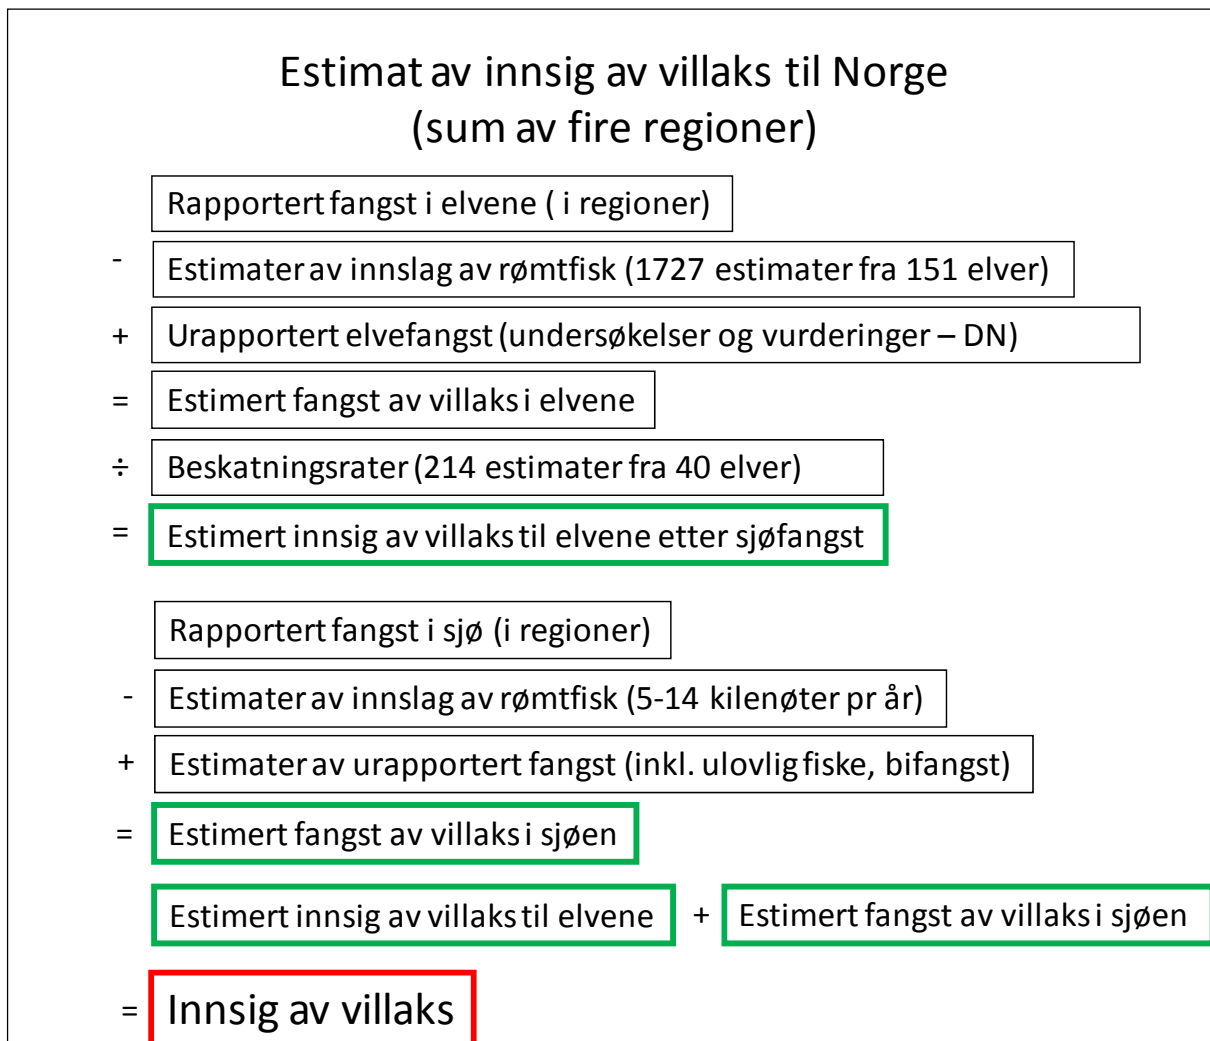 Estimat av innsig av villaks til Norge
(sum av fire regioner)
Rapportert fangst i elvene ( i regioner)
- Estimater av innslag av rømt fisk (1727 estimater fra 151 elver)
+ Urapportert elvefangst (undersøkelser og vurderinger – DN)
= Estimert fangst av villaks i elvene
÷ Beskatningsrater (214 estimater fra 40 elver)
= Estimert innsig av villaks til elvene etter sjøfangst
Rapportert fangst i sjø (i regioner)
- Estimater av innslag av rømt fisk (5-14 kilenøter pr år)
+ Estimater av urapportert fangst (inkl. ulovlig fiske, bifangst)
= Estimert fangst av villaks i sjøen
Estimert innsig av villaks til elvene + Estimert fangst av villaks i sjøen
= Innsig av villaks